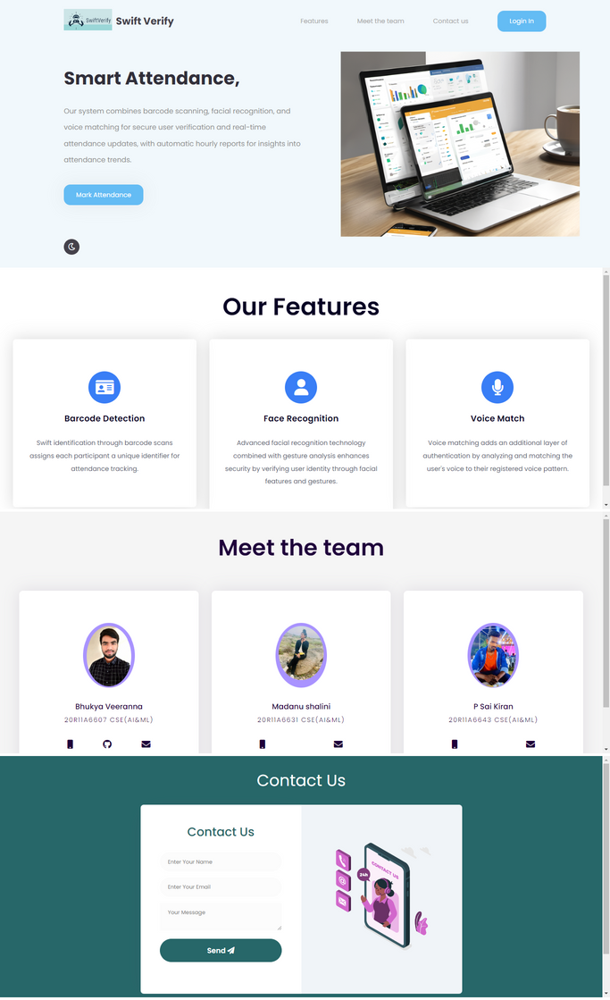 SwiftVerify
Swift Verify
Features
Meet the team
Contact us
Login In
Smart Attendance,
Our system combines barcode scanning, facial recognition, and
voice matching for secure user verification and real-time
attendance updates, with automatic hourly reports for insights into
attendance trends.
Mark Attendance
Our Features
Barcode Detection
Swift identification through barcode scans
assigns each participant a unique identifier for
attendance tracking.
Face Recognition
Advanced facial recognition technology
combined with gesture analysis enhances
security by verifying user identity through facial
features and gestures.
Voice Match
Voice matching adds an additional layer of
authentication by analyzing and matching the
user's voice to their registered voice pattern.
Meet the team
Bhukya Veeranna
20R11A6607 CSE(AI&ML)
Madanu shalini
20R11A6631 CSE(AI&ML)
P Sai Kiran
20R11A6643 CSE(AI&ML)
Contact Us
Contact Us
Enter Your Name
Enter Your Email
Your Message
Send
CONTACT US
24h